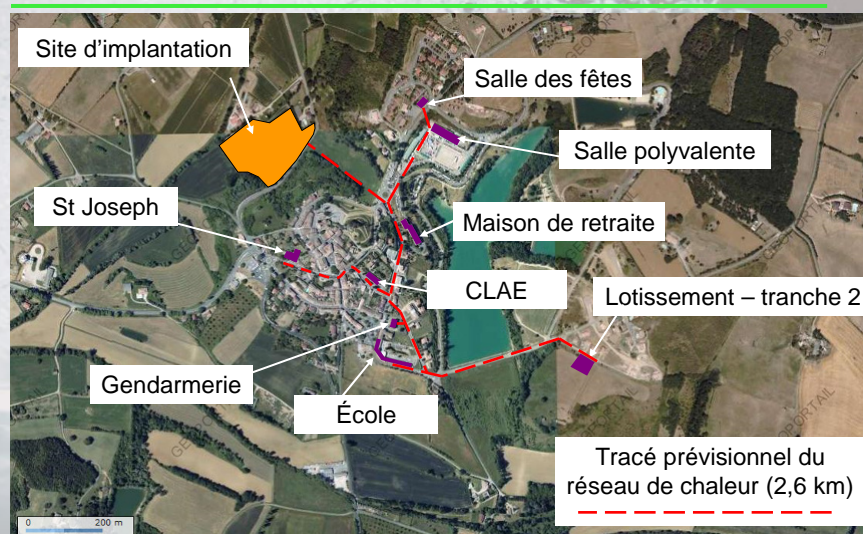 Site d'implantation
Salle des fêtes
Salle polyvalente
St Joseph
Maison de retraite
CLAE
Lotissement – tranche 2
Gendarmerie
École
Tracé prévisionnel du
réseau de chaleur (2,6 km)
0 200 m
GEOPORTAIL